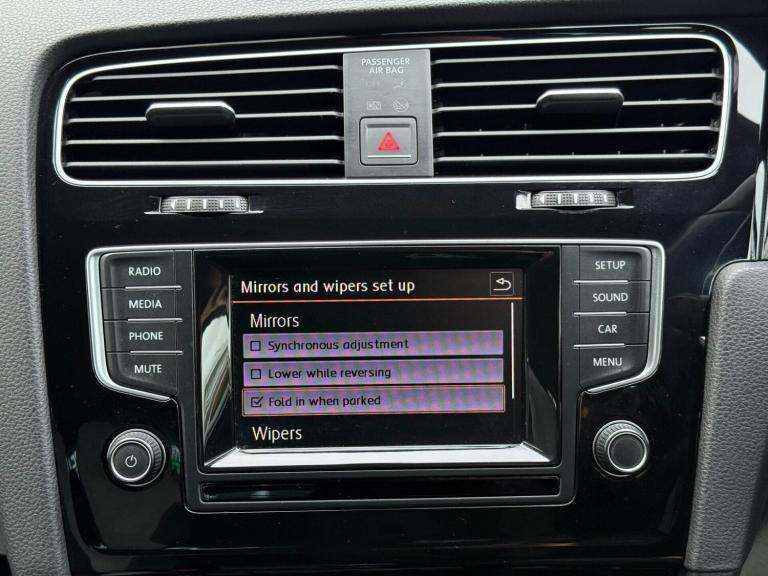 PASSENGER
AIR BAG
ON
RADIO
MEDIA
PHONE
MUTE
Mirrors and wipers set up
Mirrors
Synchronous adjustment
Lower while reversing
Fold in when parked
Wipers
SETUP
SOUND
CAR
MENU